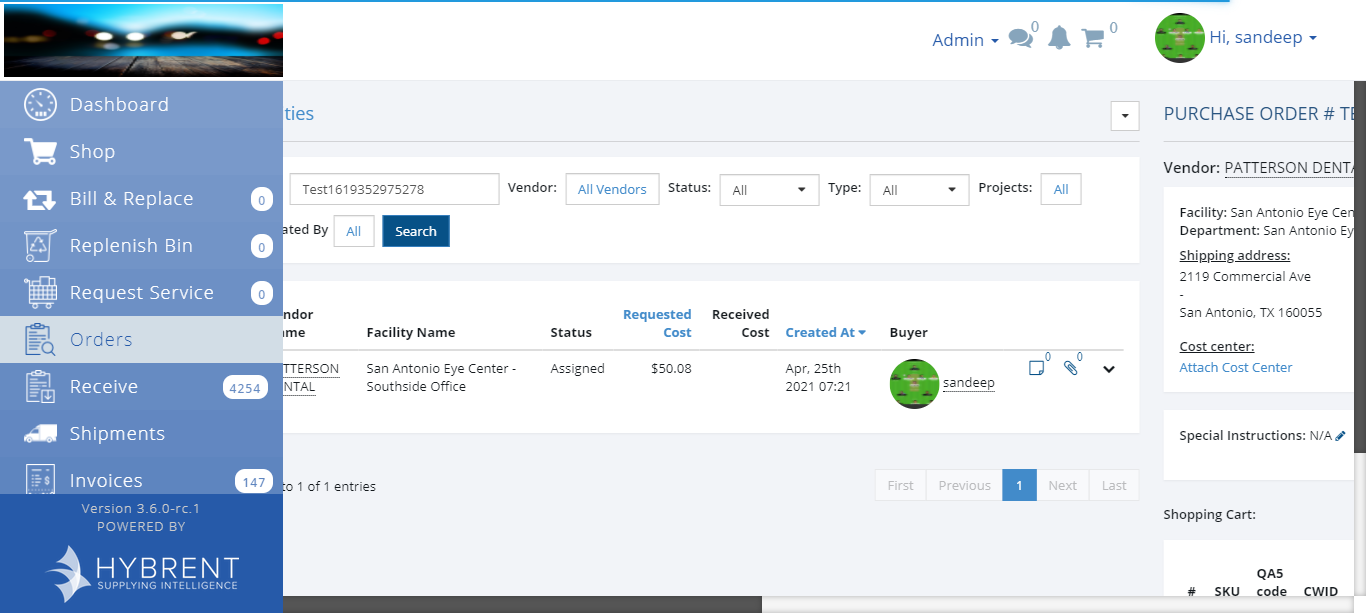 Admin
0
0
Hi, sandeep
Dashboard
Shop
Bill & Replace 0
Replenish Bin 0
Request Service 0
Orders
Receive 4254
Shipments
Invoices 147
Version 3.6.0-rc.1
POWERED BY
HYBRENT
SUPPLYING INTELLIGENCE
ties
Test1619352975278 Vendor: All Vendors Status: All Type: All Projects: All
ated By All Search
ndor
me Facility Name Status Requested Cost Received Cost Created At Buyer
TTERSON San Antonio Eye Center - Assigned $50.08 Apr, 25th
NTAL Southside Office 2021 07:21 sandeep 0 0
to 1 of 1 entries
First Previous 1 Next Last
PURCHASE ORDER # TE
Vendor: PATTERSON DENTA
Facility: San Antonio Eye Cen
Department: San Antonio Ey
Shipping address:
2119 Commercial Ave
-
San Antonio, TX 160055
Cost center:
Attach Cost Center
Special Instructions: N/A
Shopping Cart:
# SKU QA5 code CWID